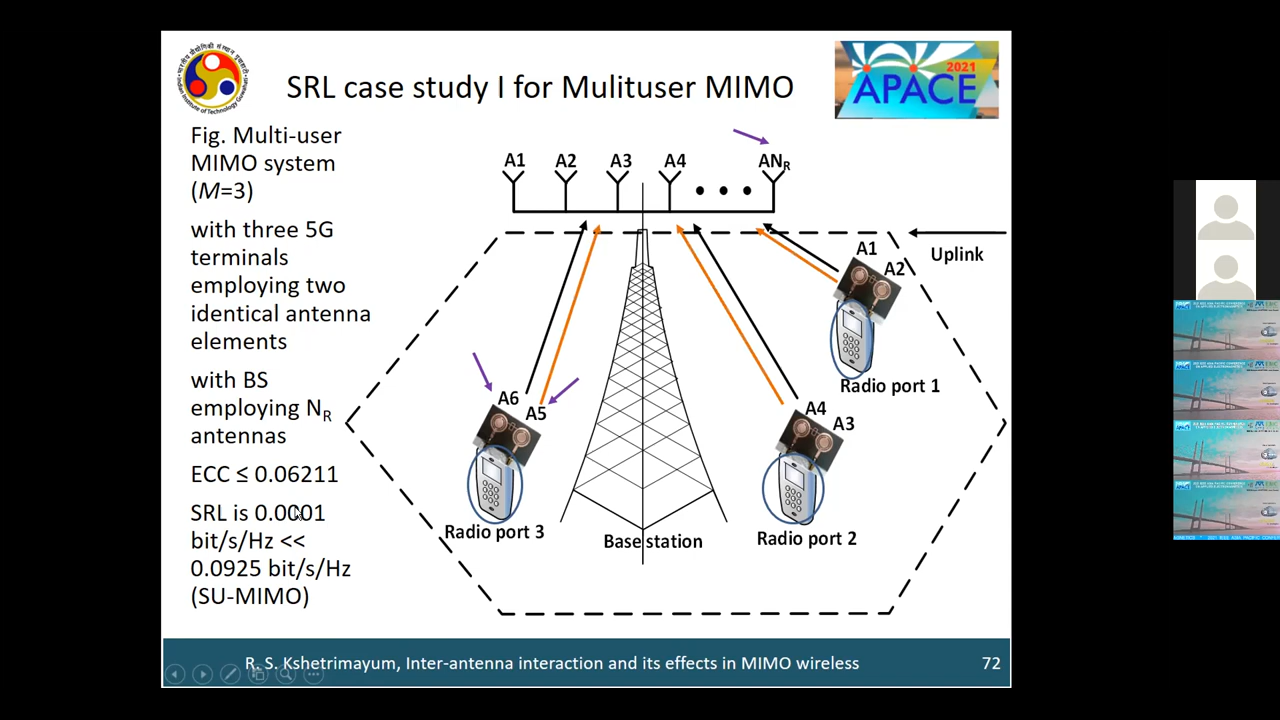 SRL case study I for Mulituser MIMO
2021
APACE
Fig. Multi-user
MIMO system
(M=3)
with three 5G
terminals
employing two
identical antenna
elements
with BS
employing NR
antennas
ECC ≤ 0.06211
SRL is 0.0001
bit/s/Hz <<
0.0925 bit/s/Hz
(SU-MIMO)
A1 A2 A3 A4 ANR
Uplink
A1
A2
Radio port 1
A6
A5
Radio port 3
Base station
A4
A3
Radio port 2
R. S. Kshetrimayum, Inter-antenna interaction and its effects in MIMO wireless
72